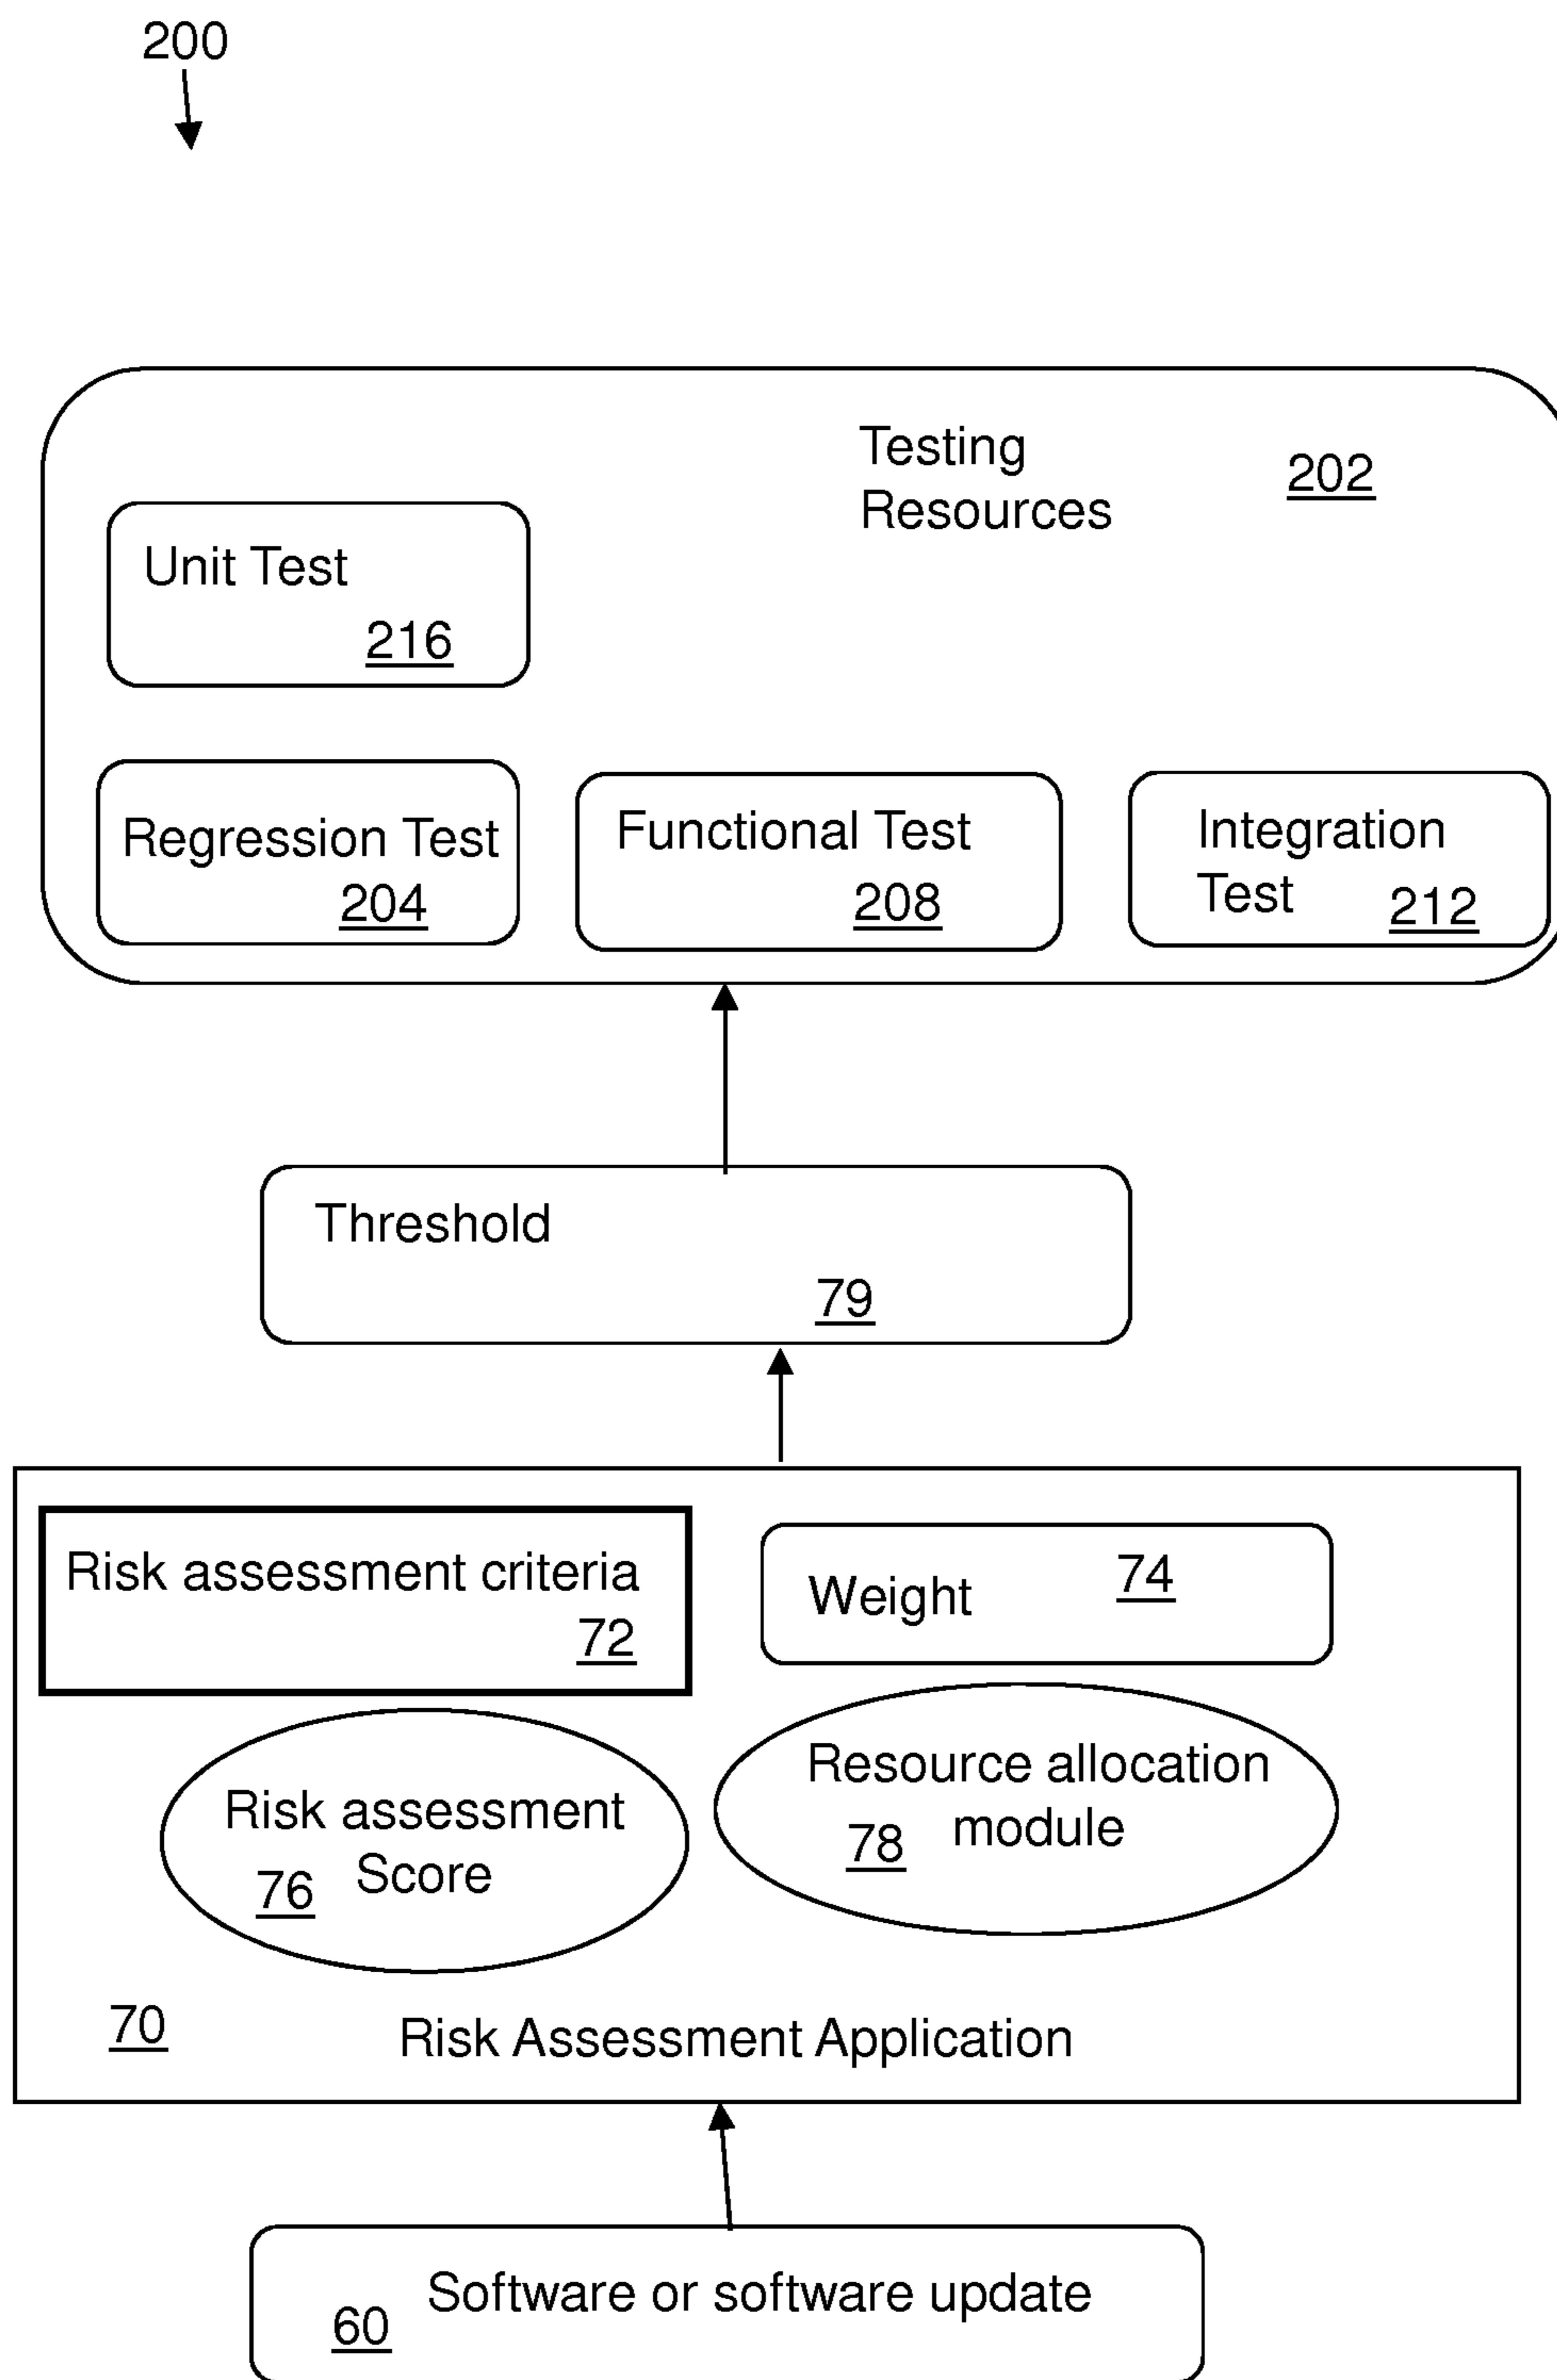 200
Testing
Resources
202
Unit Test
216
Regression Test
204
Functional Test
208
Integration
Test
212
Threshold
79
Risk assessment criteria
72
Weight
74
Risk assessment
Score
76
Resource allocation
module
78
70
Risk Assessment Application
Software or software update
60